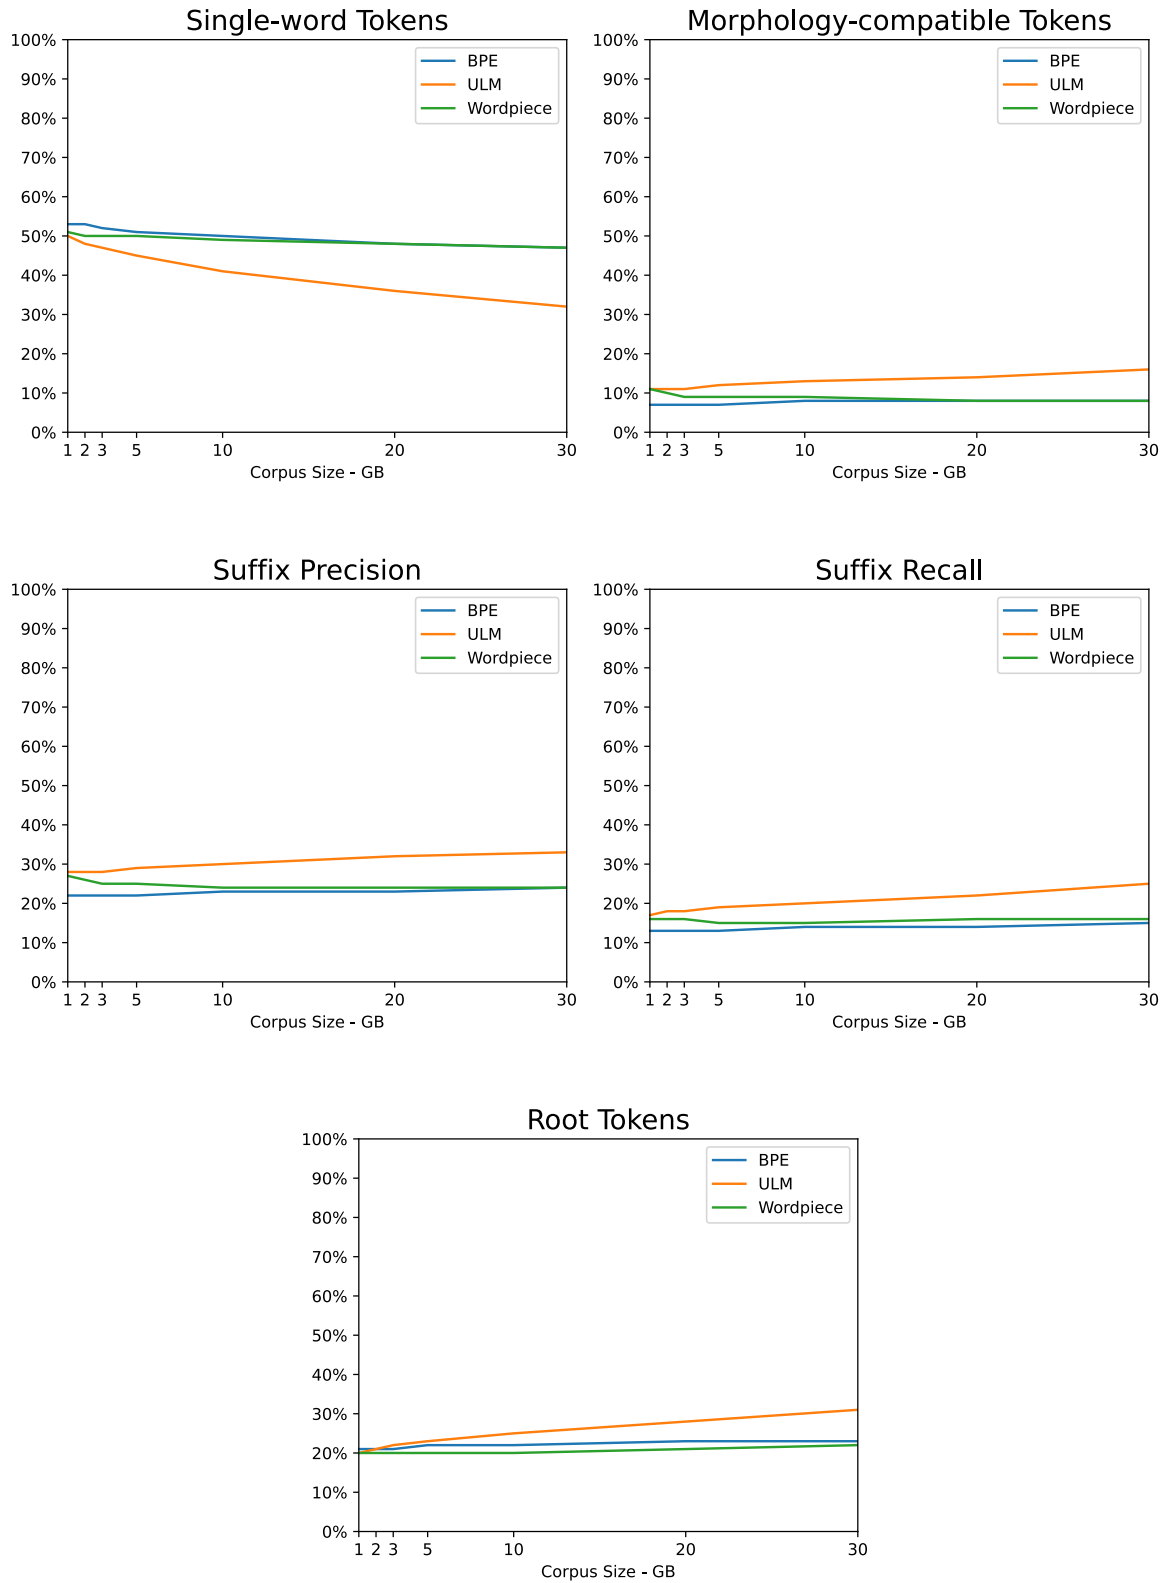 Single-word Tokens
100%
90%
80%
70%
60%
50%
40%
30%
20%
10%
0%
1 2 3 5 10 20 30
Corpus Size - GB
BPE
ULM
Wordpiece
Morphology-compatible Tokens
100%
90%
80%
70%
60%
50%
40%
30%
20%
10%
0%
1 2 3 5 10 20 30
Corpus Size - GB
BPE
ULM
Wordpiece
Suffix Precision
100%
90%
80%
70%
60%
50%
40%
30%
20%
10%
0%
1 2 3 5 10 20 30
Corpus Size - GB
BPE
ULM
Wordpiece
Suffix Recall
100%
90%
80%
70%
60%
50%
40%
30%
20%
10%
0%
1 2 3 5 10 20 30
Corpus Size - GB
BPE
ULM
Wordpiece
Root Tokens
100%
90%
80%
70%
60%
50%
40%
30%
20%
10%
0%
1 2 3 5 10 20 30
Corpus Size - GB
BPE
ULM
Wordpiece